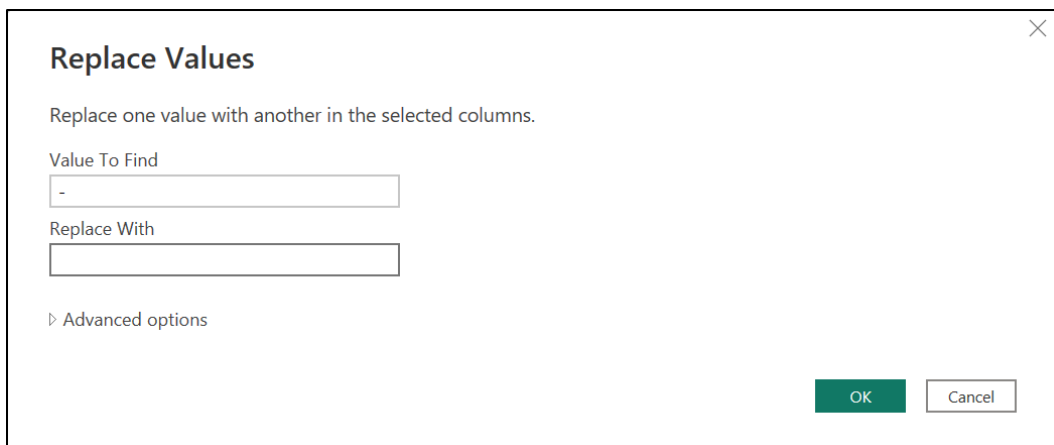 Replace Values
Replace one value with another in the selected columns.
Value To Find
-
Replace With
Advanced options
OK
Cancel